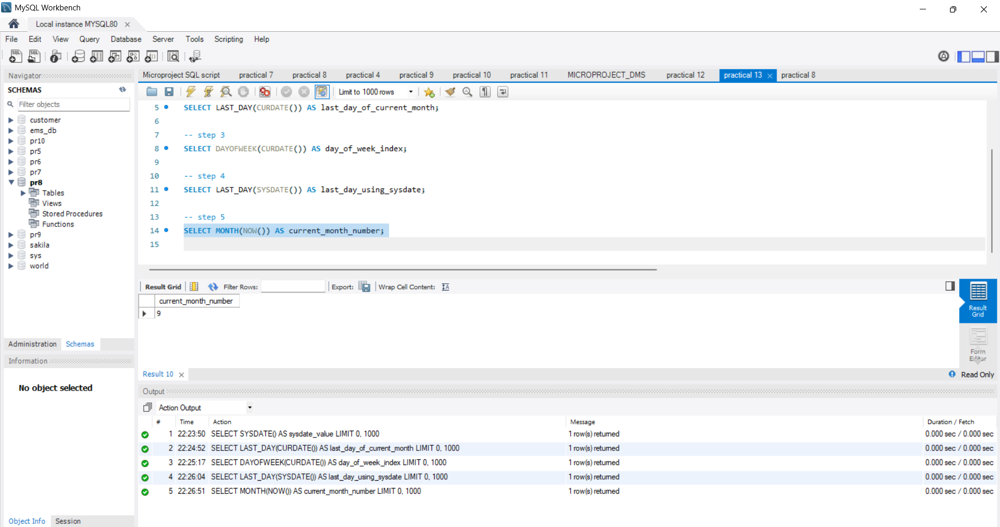 MySQL Workbench
Local instance MYSQL80
File Edit View Query Database Server Tools Scripting Help
Navigator
SCHEMAS
Filter objects
customer
ems_db
pr10
pr5
pr6
pr7
pr8
Tables
Views
Stored Procedures
Functions
pr9
sakila
sys
world
Administration Schemas
Information
No object selected
Object Info Session
Microproject SQL script practical 7 practical 8 practical 4 practical 9 practical 10 practical 11 MICROPROJECT_DMS practical 12 practical 13 practical 8
Limit to 1000 rows
5 SELECT LAST_DAY(CURDATE()) AS last_day_of_current_month;
6
7 -- step 3
8 SELECT DAYOFWEEK(CURDATE()) AS day_of_week_index;
9
10 -- step 4
11 SELECT LAST_DAY(SYSDATE()) AS last_day_using_sysdate;
12
13 -- step 5
14 SELECT MONTH(NOW()) AS current_month_number;
15
Result Grid Filter Rows: Export: Wrap Cell Content:
current_month_number
9
Result
Grid
Form
Editor
Result 10 Read Only
Output
Action Output
# Time Action Message Duration / Fetch
1 22:23:50 SELECT SYSDATE() AS sysdate_value LIMIT 0, 1000 1 row(s) returned 0.000 sec / 0.000 sec
2 22:24:52 SELECT LAST_DAY(CURDATE()) AS last_day_of_current_month LIMIT 0, 1000 1 row(s) returned 0.000 sec / 0.000 sec
3 22:25:17 SELECT DAYOFWEEK(CURDATE()) AS day_of_week_index LIMIT 0, 1000 1 row(s) returned 0.000 sec / 0.000 sec
4 22:26:04 SELECT LAST_DAY(SYSDATE()) AS last_day_using_sysdate LIMIT 0, 1000 1 row(s) returned 0.000 sec / 0.000 sec
5 22:26:51 SELECT MONTH(NOW()) AS current_month_number LIMIT 0, 1000 1 row(s) returned 0.000 sec / 0.000 sec